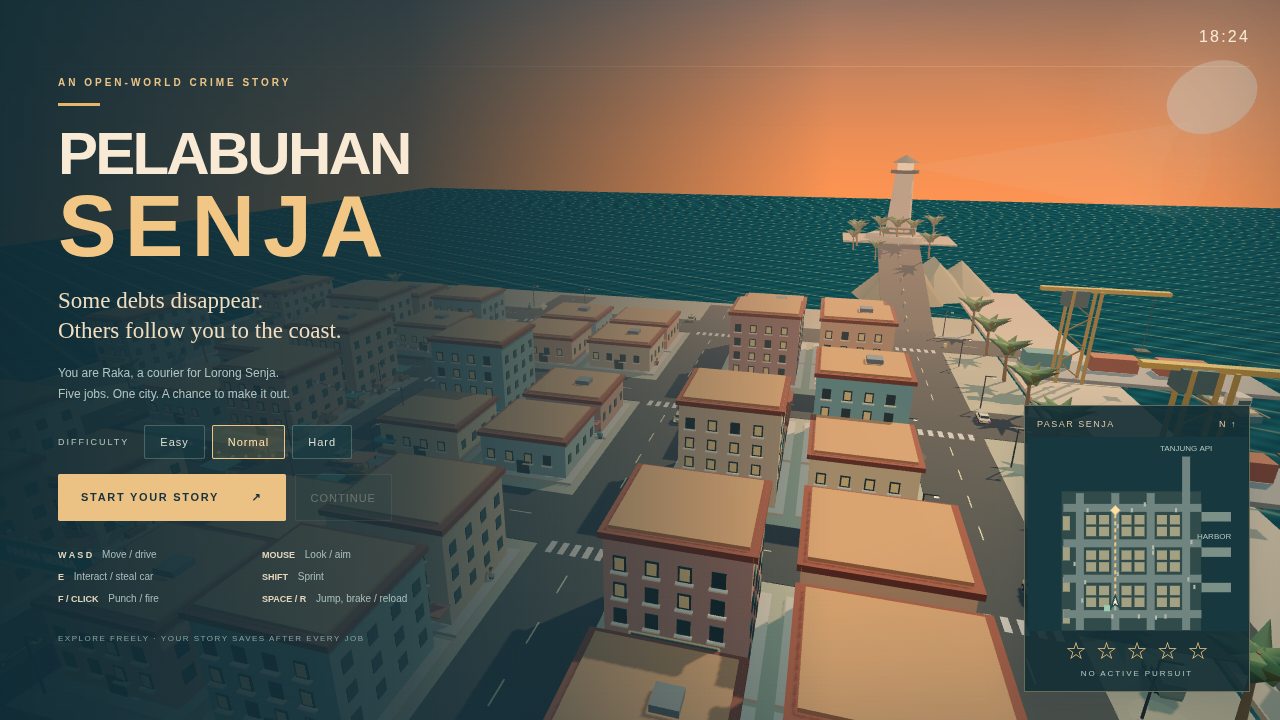 18:24
AN OPEN-WORLD CRIME STORY
PELABUHAN
SENJA
Some debts disappear.
Others follow you to the coast.
You are Raka, a courier for Lorong Senja.
Five jobs. One city. A chance to make it out.
DIFFICULTY Easy Normal Hard
START YOUR STORY ↗ CONTINUE
W A S D Move / drive MOUSE Look / aim
E Interact / steal car SHIFT Sprint
F / CLICK Punch / fire SPACE / R Jump, brake / reload
EXPLORE FREELY · YOUR STORY SAVES AFTER EVERY JOB
PASAR SENJA N ↑
TANJUNG API
HARBOR
☆ ☆ ☆ ☆ ☆
NO ACTIVE PURSUIT